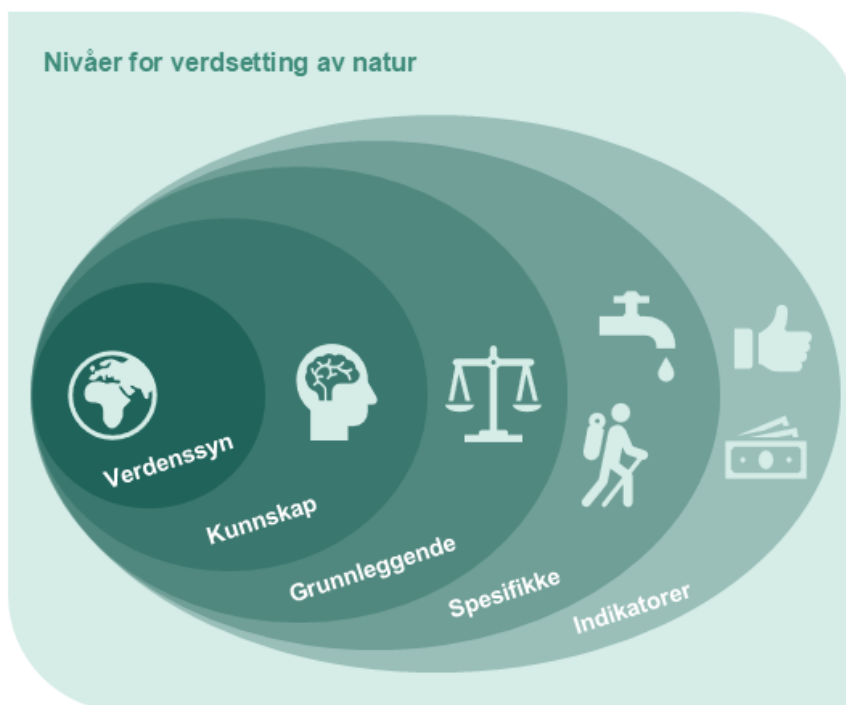 Nivåer for verdsetting av natur
Verdenssyn
Kunnskap
Grunnleggende
Spesifikke
Indikatorer